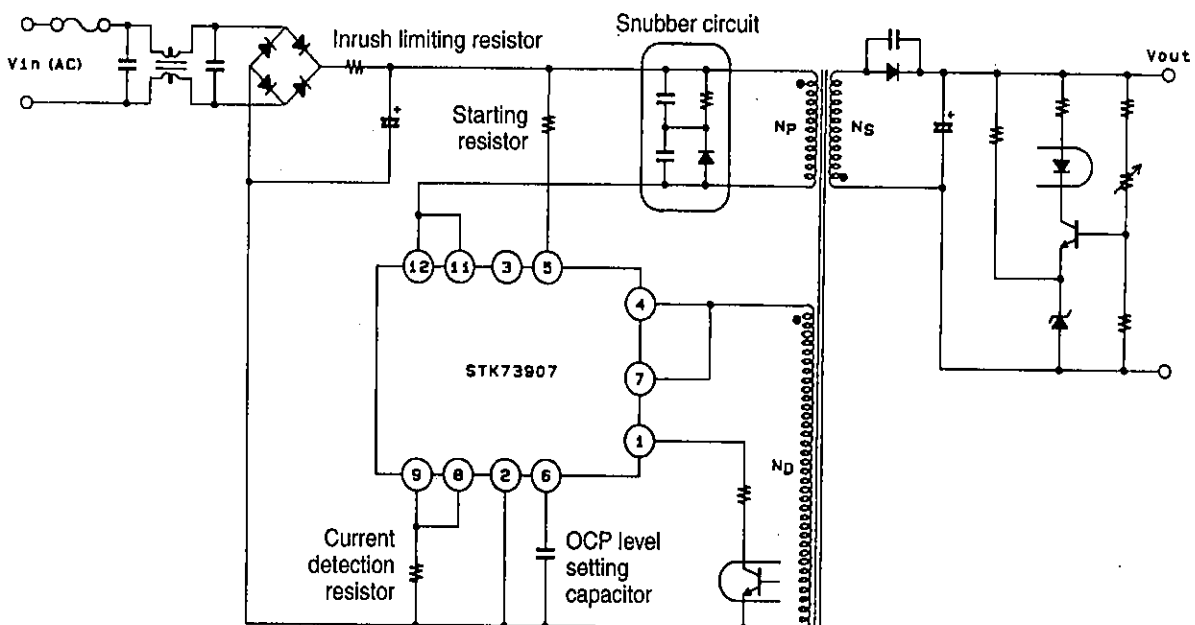 Snubber circuit
Inrush limiting resistor
Vin (AC)
Vout
+
+
Starting
resistor
NP
NS
12
11
3
5
4
STK73907
7
1
9
8
2
6
ND
Current
detection
resistor
OCP level
setting
capacitor